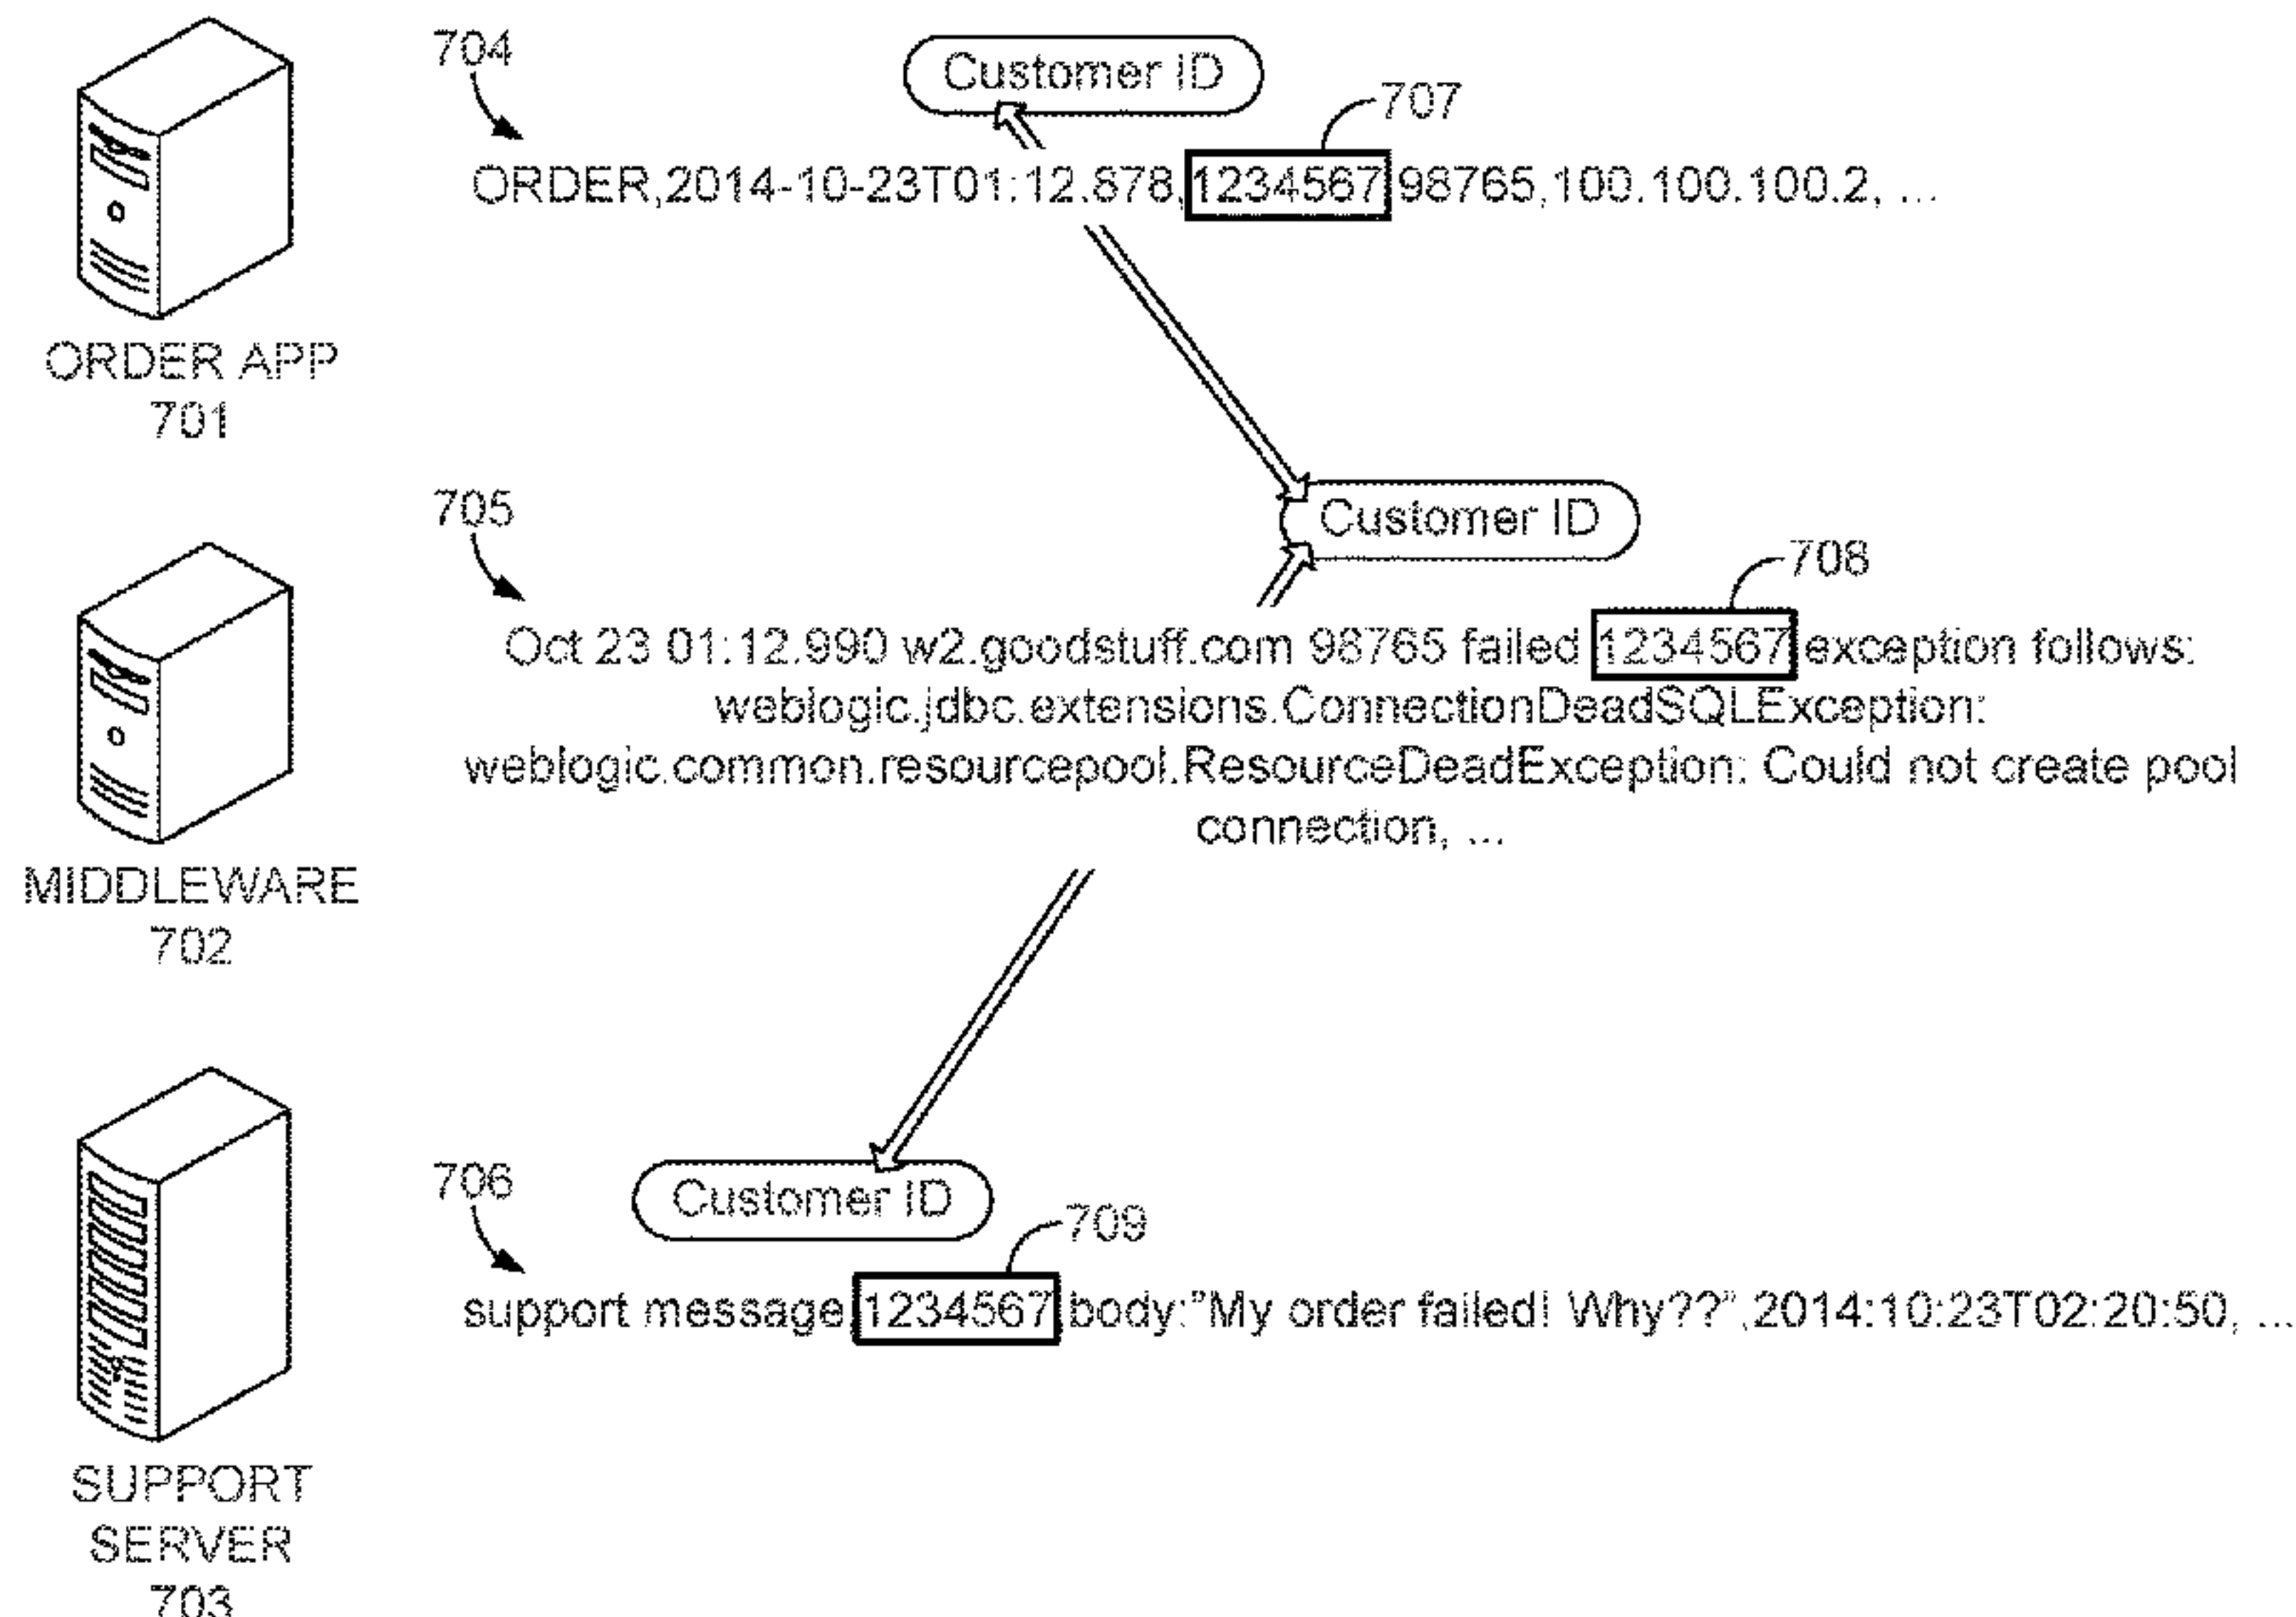 704
Customer ID
707
ORDER,2014-10-23T01:12.878,1234567,98765,100.100.100.2, ...
ORDER APP
701
705
Customer ID
708
Oct 23 01:12.990 w2.goodstuff.com 98765 failed 1234567 exception follows:
weblogic.jdbc.extensions.ConnectionDeadSQLException:
weblogic.common.resourcepool.ResourceDeadException: Could not create pool
connection, ...
MIDDLEWARE
702
706
Customer ID
709
support message,1234567,body:"My order failed! Why??",2014:10:23T02:20:50, ...
SUPPORT
SERVER
703